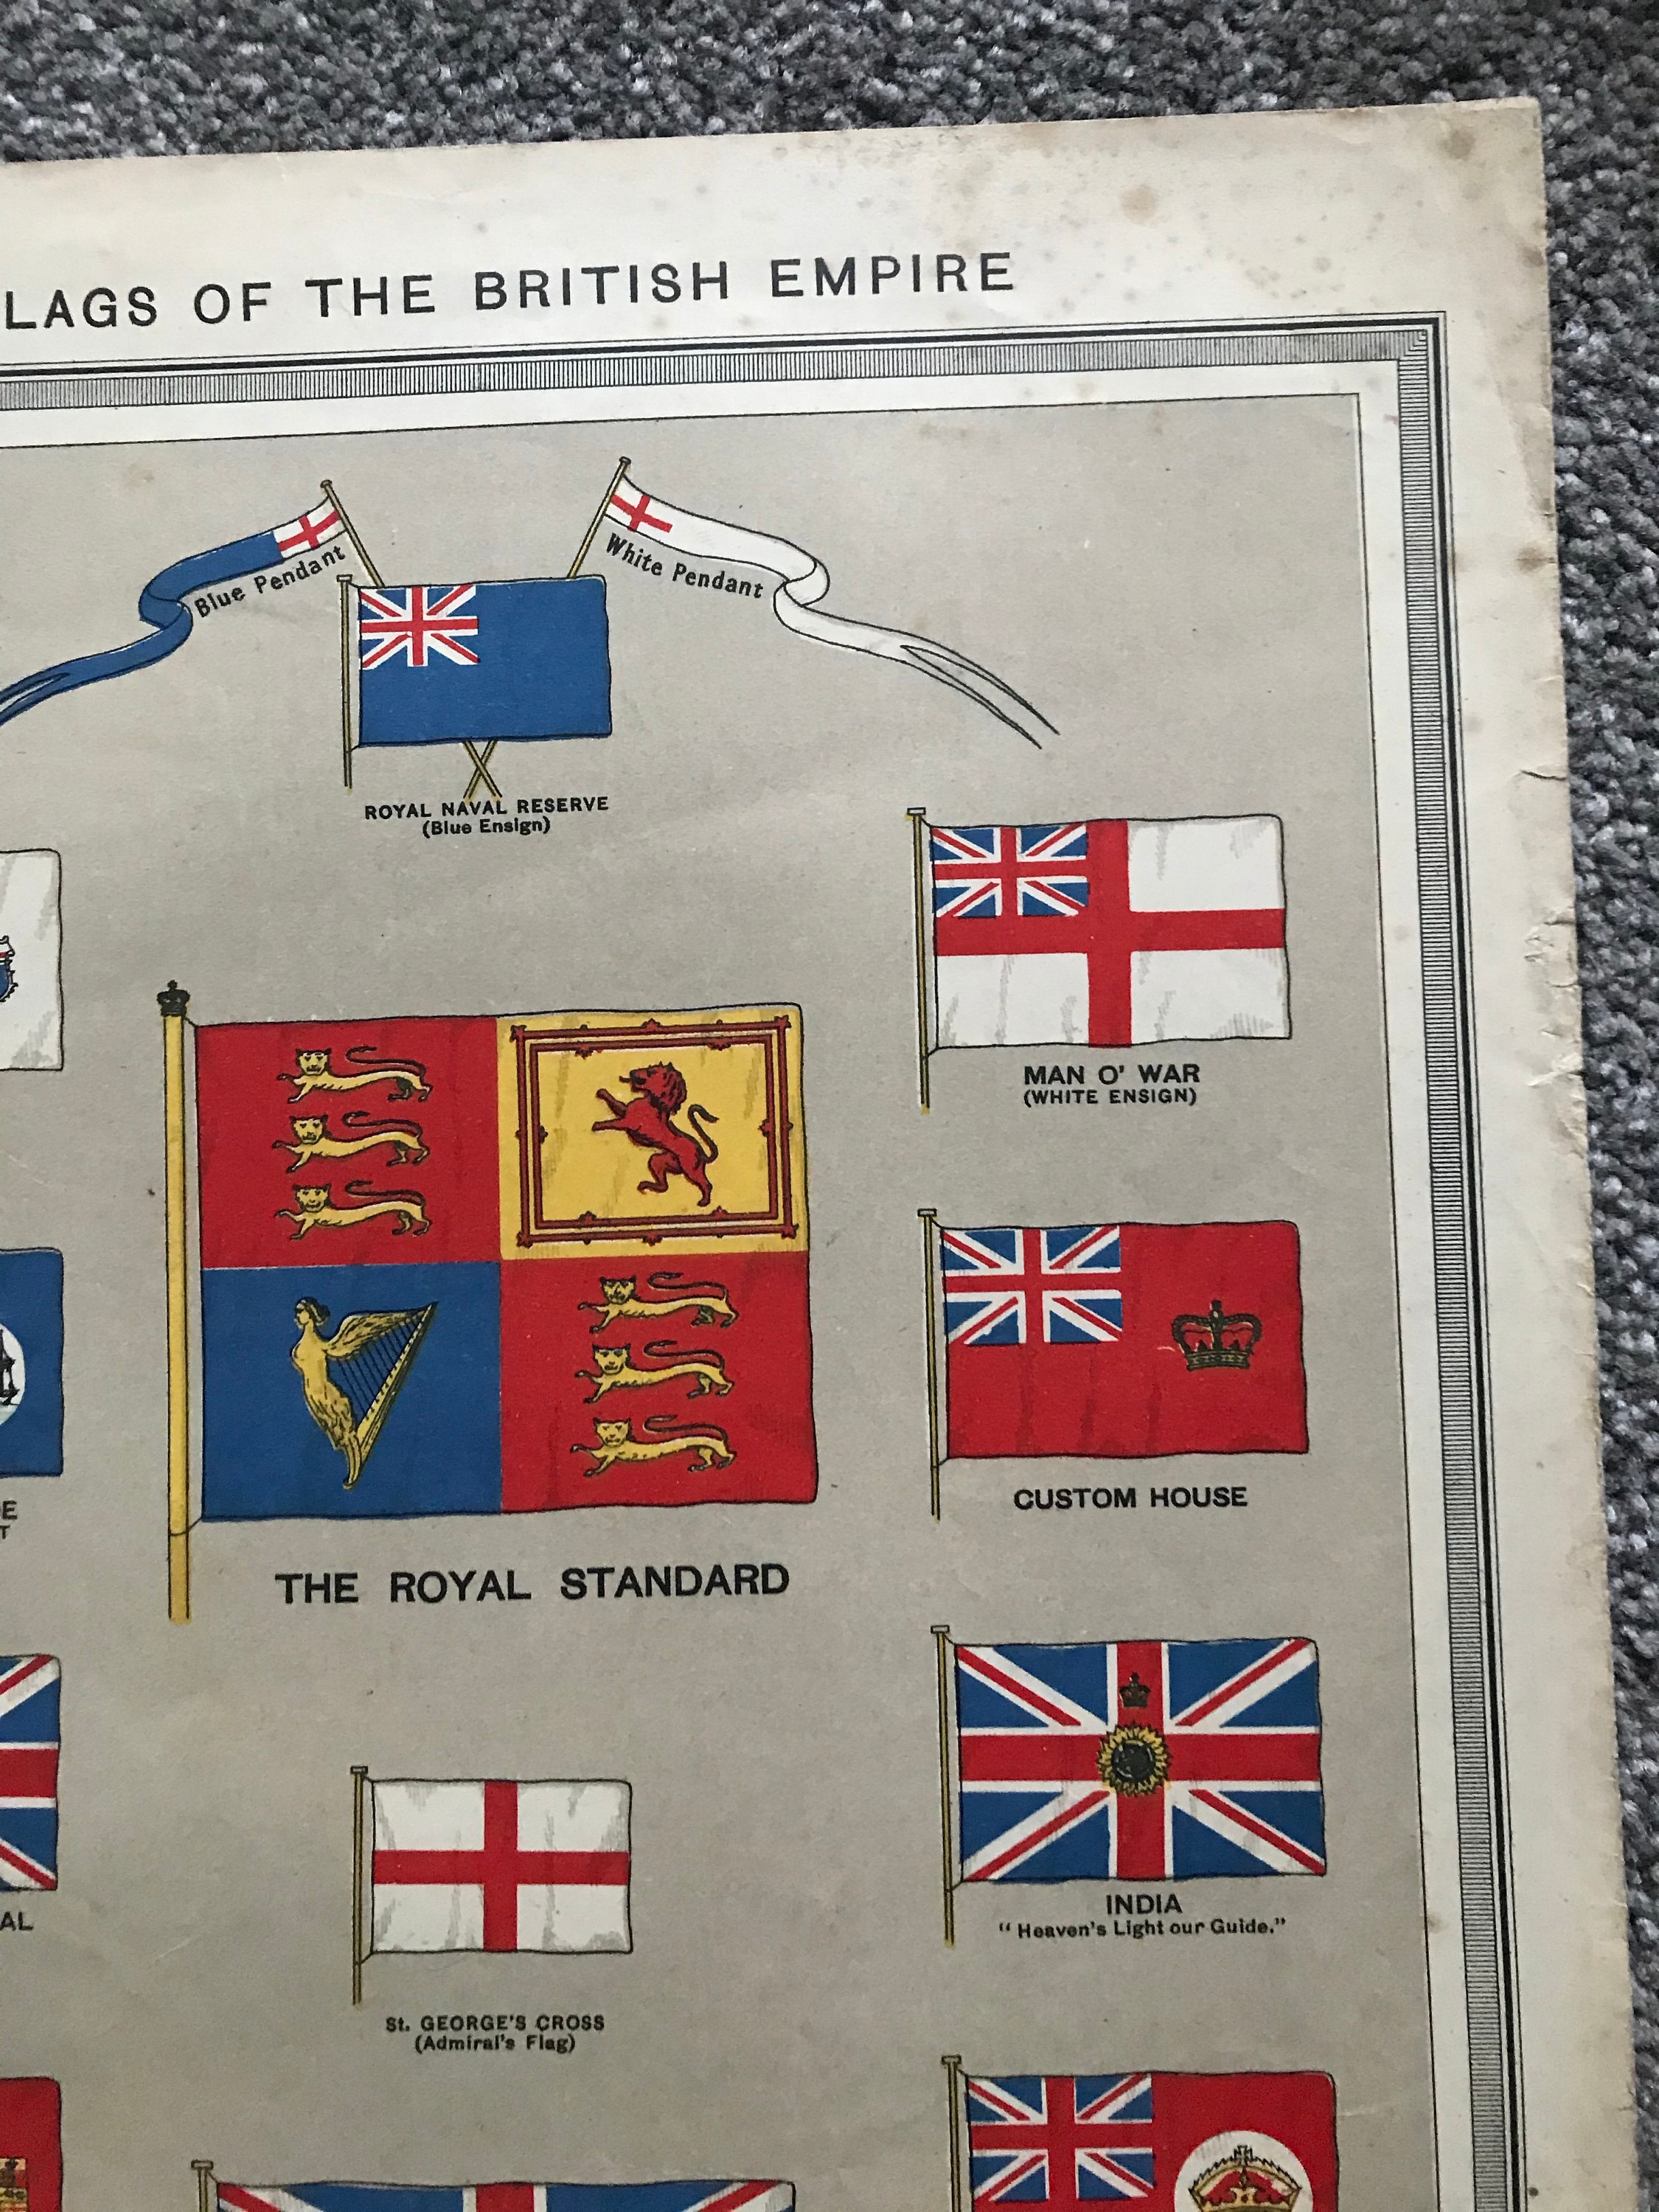 LAGS OF THE BRITISH EMPIRE
Blue Pendant
White Pendant
ROYAL NAVAL RESERVE
(Blue Ensign)
MAN O' WAR
(WHITE ENSIGN)
E
T
CUSTOM HOUSE
THE ROYAL STANDARD
AL
INDIA
“Heaven's Light our Guide.”
St. GEORGE'S CROSS
(Admiral's Flag)